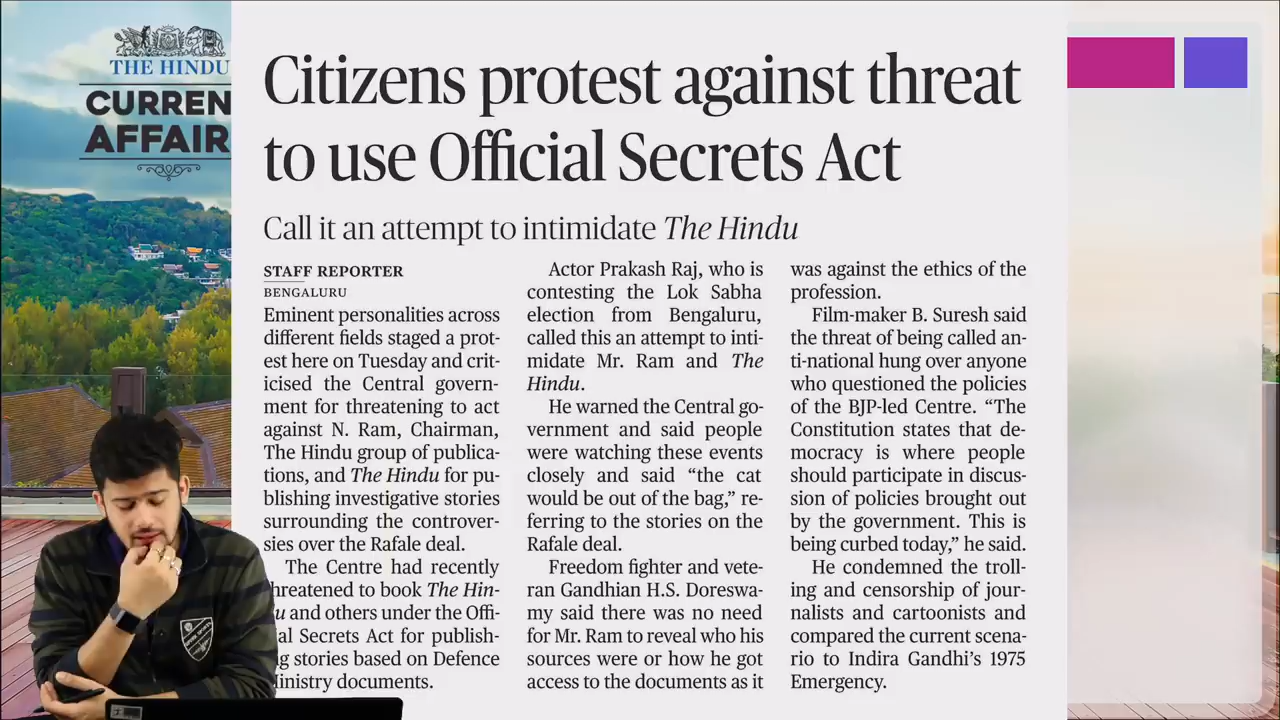 THE HINDU
CURREN
AFFAIR
Citizens protest against threat
to use Official Secrets Act
Call it an attempt to intimidate The Hindu
STAFF REPORTER
BENGALURU
Eminent personalities across
different fields staged a prot-
est here on Tuesday and crit-
icised the Central govern-
ment for threatening to act
against N. Ram, Chairman,
The Hindu group of publica-
tions, and The Hindu for pu-
blishing investigative stories
surrounding the controver-
sies over the Rafale deal.
The Centre had recently
hreatened to book The Hin-
u and others under the Offi-
al Secrets Act for publish-
g stories based on Defence
inistry documents.
Actor Prakash Raj, who is
contesting the Lok Sabha
election from Bengaluru,
called this an attempt to inti-
midate Mr. Ram and The
Hindu.
He warned the Central go-
vernment and said people
were watching these events
closely and said “the cat
would be out of the bag,” re-
ferring to the stories on the
Rafale deal.
Freedom fighter and vete-
ran Gandhian H.S. Doreswa-
my said there was no need
for Mr. Ram to reveal who his
sources were or how he got
access to the documents as it
was against the ethics of the
profession.
Film-maker B. Suresh said
the threat of being called an-
ti-national hung over anyone
who questioned the policies
of the BJP-led Centre. “The
Constitution states that de-
mocracy is where people
should participate in discus-
sion of policies brought out
by the government. This is
being curbed today,” he said.
He condemned the troll-
ing and censorship of jour-
nalists and cartoonists and
compared the current scena-
rio to Indira Gandhi’s 1975
Emergency.